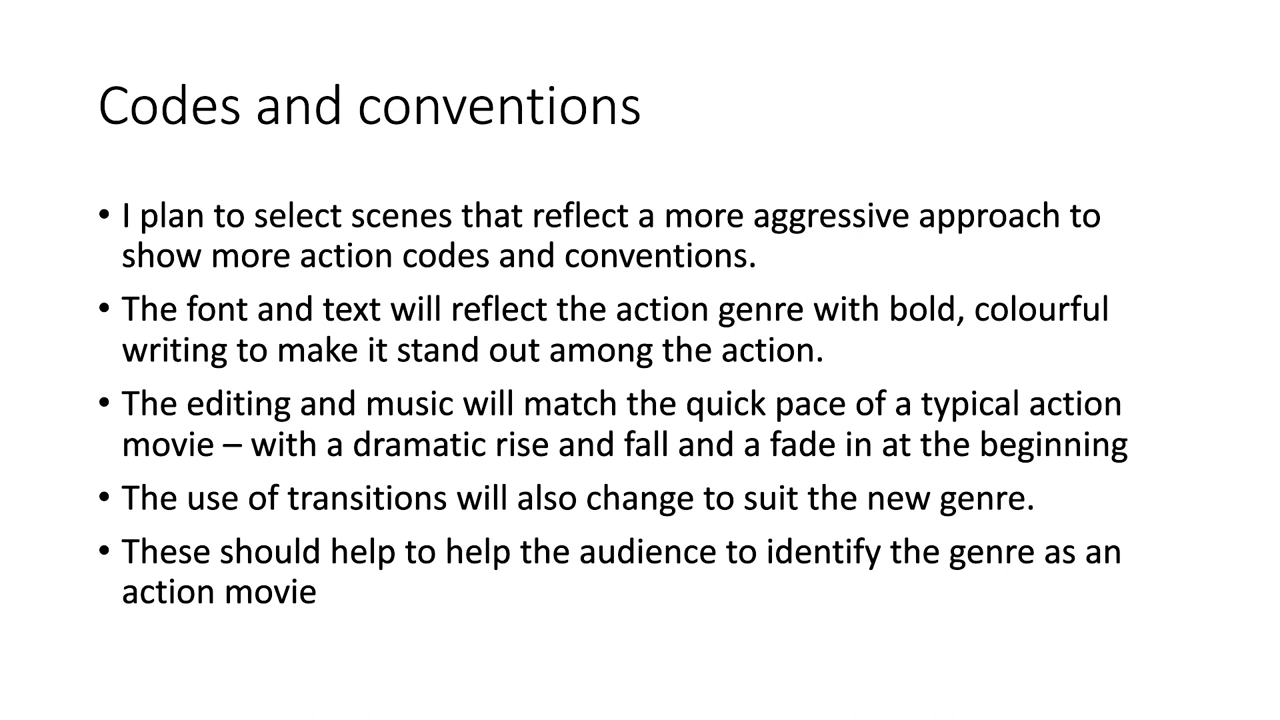 Codes and conventions
• I plan to select scenes that reflect a more aggressive approach to
show more action codes and conventions.
• The font and text will reflect the action genre with bold, colourful
writing to make it stand out among the action.
• The editing and music will match the quick pace of a typical action
movie – with a dramatic rise and fall and a fade in at the beginning
• The use of transitions will also change to suit the new genre.
• These should help to help the audience to identify the genre as an
action movie